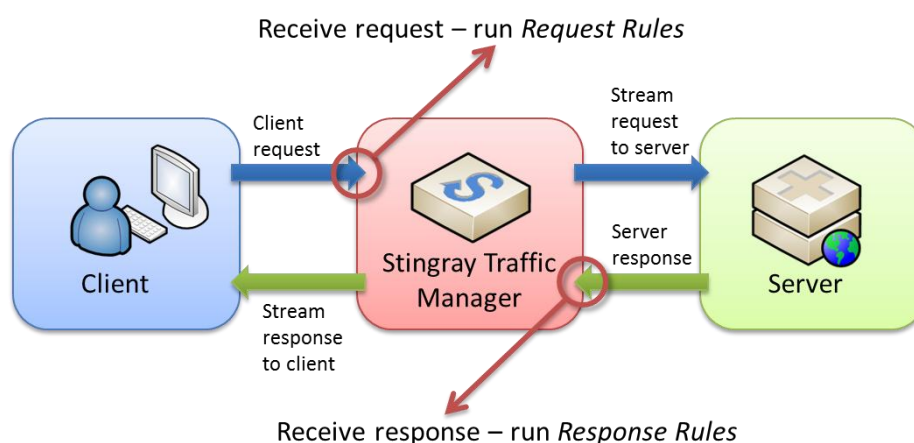 Receive request – run Request Rules
Client
request
Stream
request
to server
Client
Stingray Traffic
Manager
Server
response
Server
Stream
response
to client
Receive response – run Response Rules